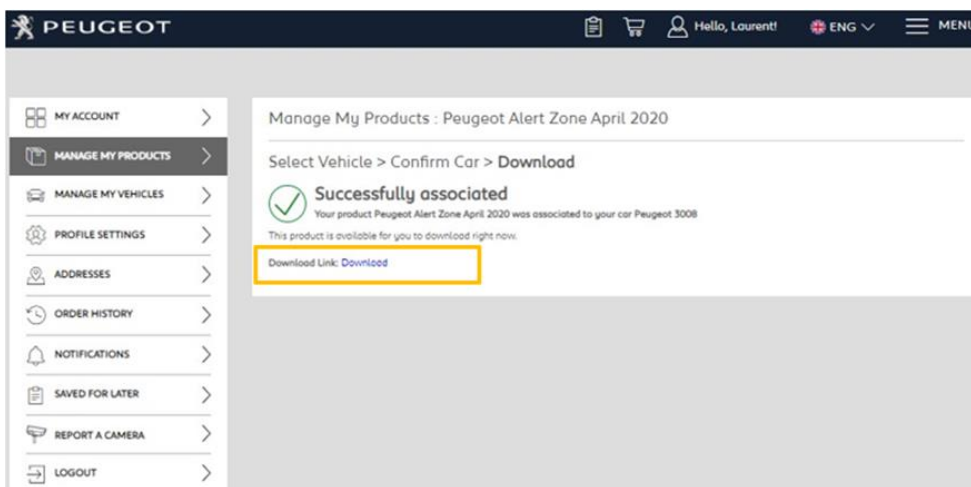 PEUGEOT
Hello, Laurent!
ENG
MENU
MY ACCOUNT
MANAGE MY PRODUCTS
MANAGE MY VEHICLES
PROFILE SETTINGS
ADDRESSES
ORDER HISTORY
NOTIFICATIONS
SAVED FOR LATER
REPORT A CAMERA
LOGOUT
Manage My Products : Peugeot Alert Zone April 2020
Select Vehicle > Confirm Car > Download
Successfully associated
Your product Peugeot Alert Zone April 2020 was associated to your car Peugeot 3008
This product is available for you to download right now.
Download Link: Download